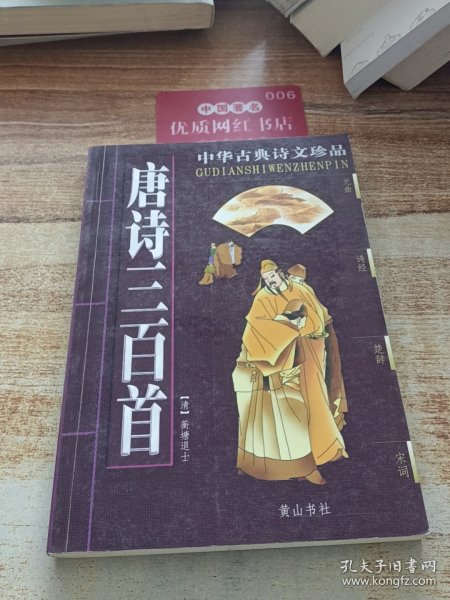 006
中国著名
优质网红书店
中华古典诗文珍品
GUDIANSHIWENZHENPIN
唐诗三百首
【清】蘅塘退士
元曲
诗经
楚辞
宋词
黄山书社
孔夫子旧书网
www.kongfz.com